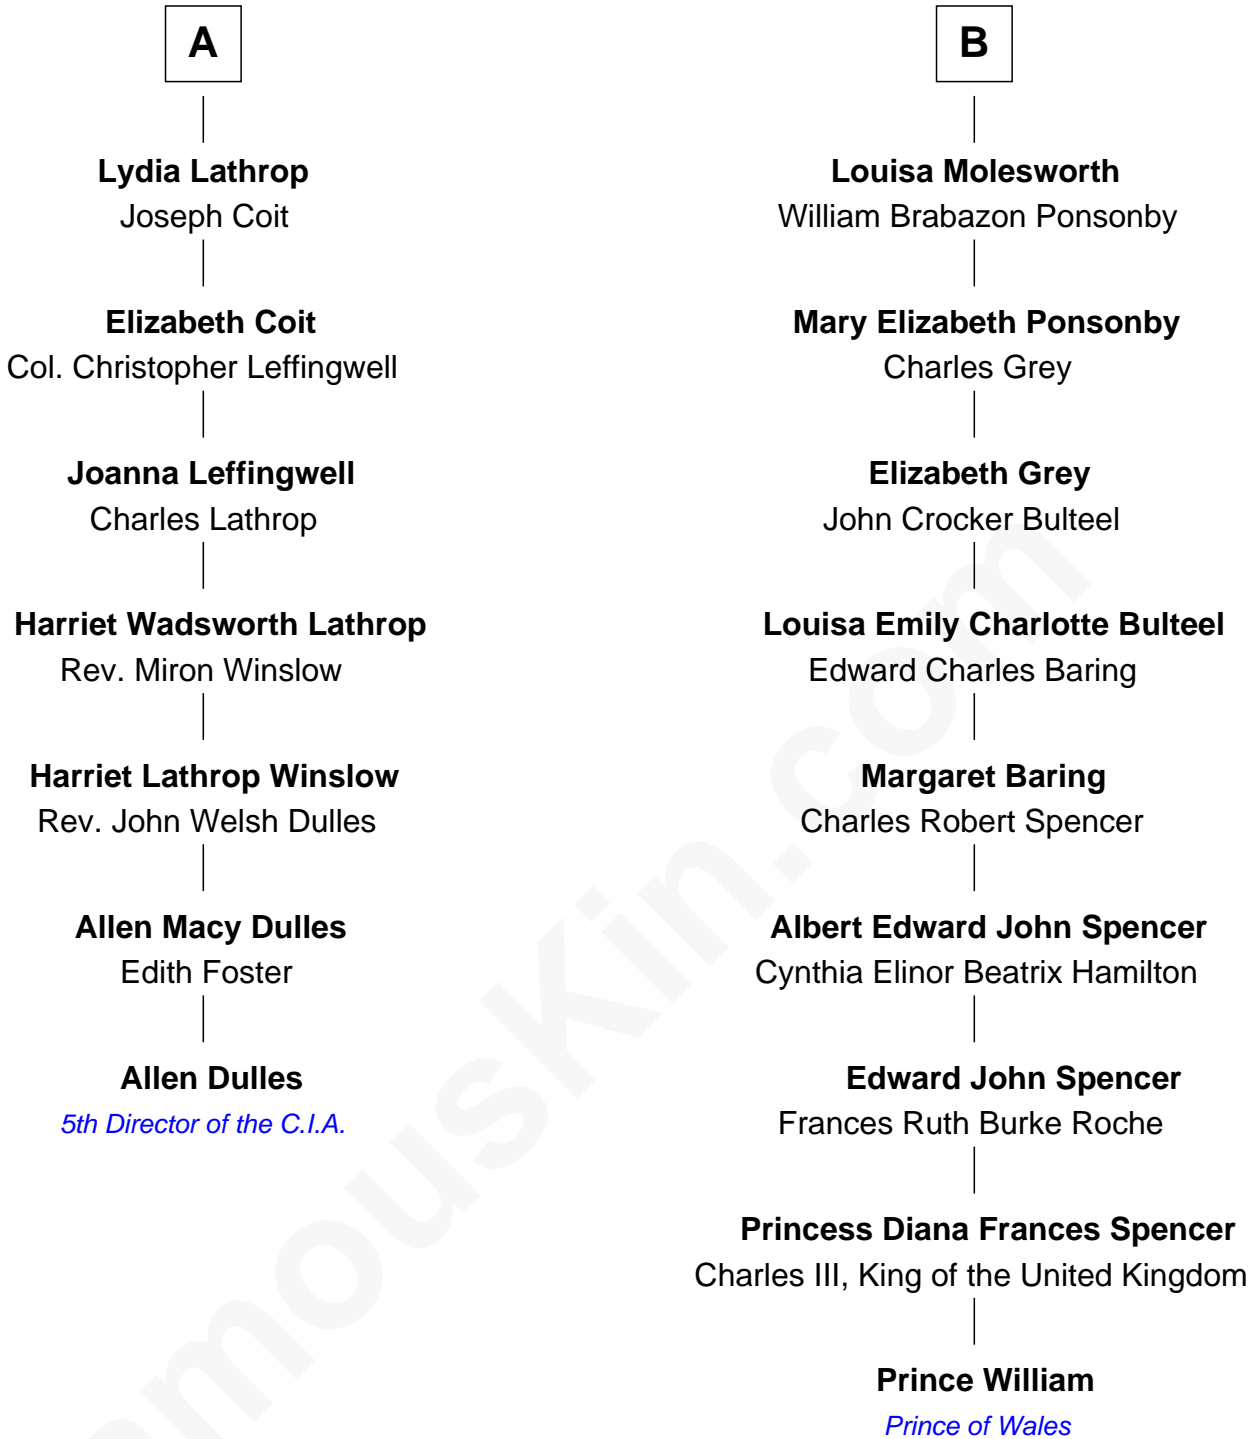 A
Lydia Lathrop
Joseph Coit
Elizabeth Coit
Col. Christopher Leffingwell
Joanna Leffingwell
Charles Lathrop
Harriet Wadsworth Lathrop
Rev. Miron Winslow
Harriet Lathrop Winslow
Rev. John Welsh Dulles
Allen Macy Dulles
Edith Foster
Allen Dulles
5th Director of the C.I.A.
B
Louisa Molesworth
William Brabazon Ponsonby
Mary Elizabeth Ponsonby
Charles Grey
Elizabeth Grey
John Crocker Bulteel
Louisa Emily Charlotte Bulteel
Edward Charles Baring
Margaret Baring
Charles Robert Spencer
Albert Edward John Spencer
Cynthia Elinor Beatrix Hamilton
Edward John Spencer
Frances Ruth Burke Roche
Princess Diana Frances Spencer
Charles III, King of the United Kingdom
Prince William
Prince of Wales
amousKin.com